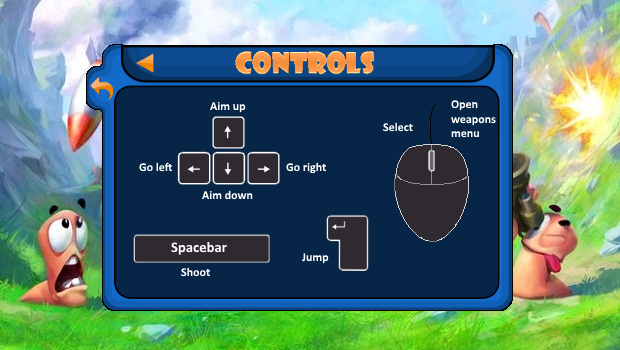 CONTROLS
Aim up
Go left
Go right
Aim down
Spacebar
Shoot
Jump
Select
Open
weapons
menu